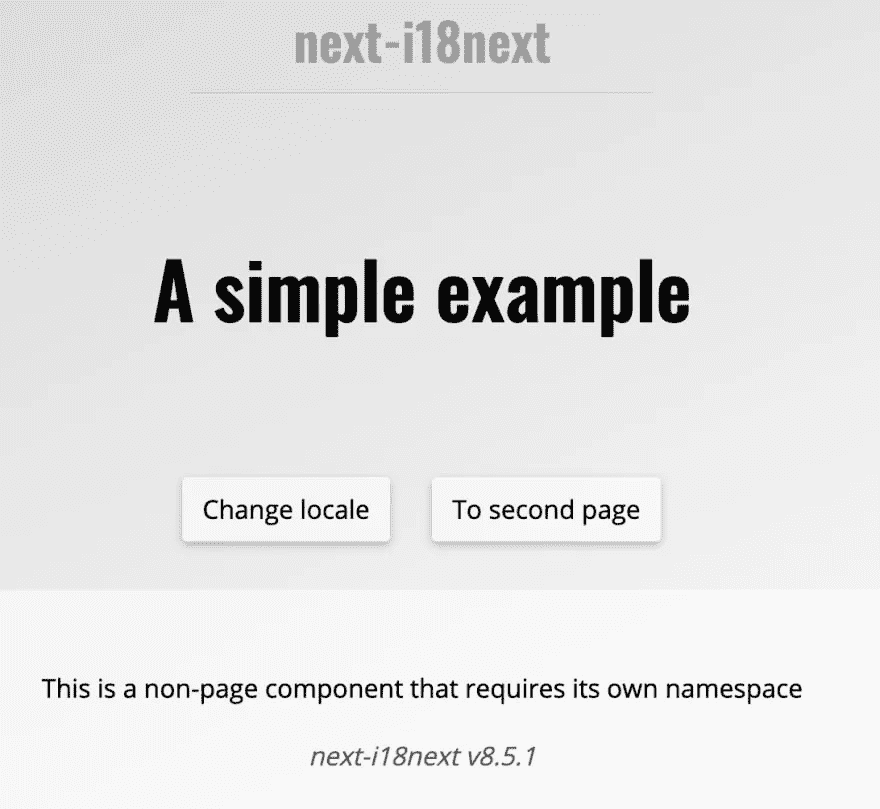 next-i18next
A simple example
Change locale
To second page
This is a non-page component that requires its own namespace
next-i18next v8.5.1